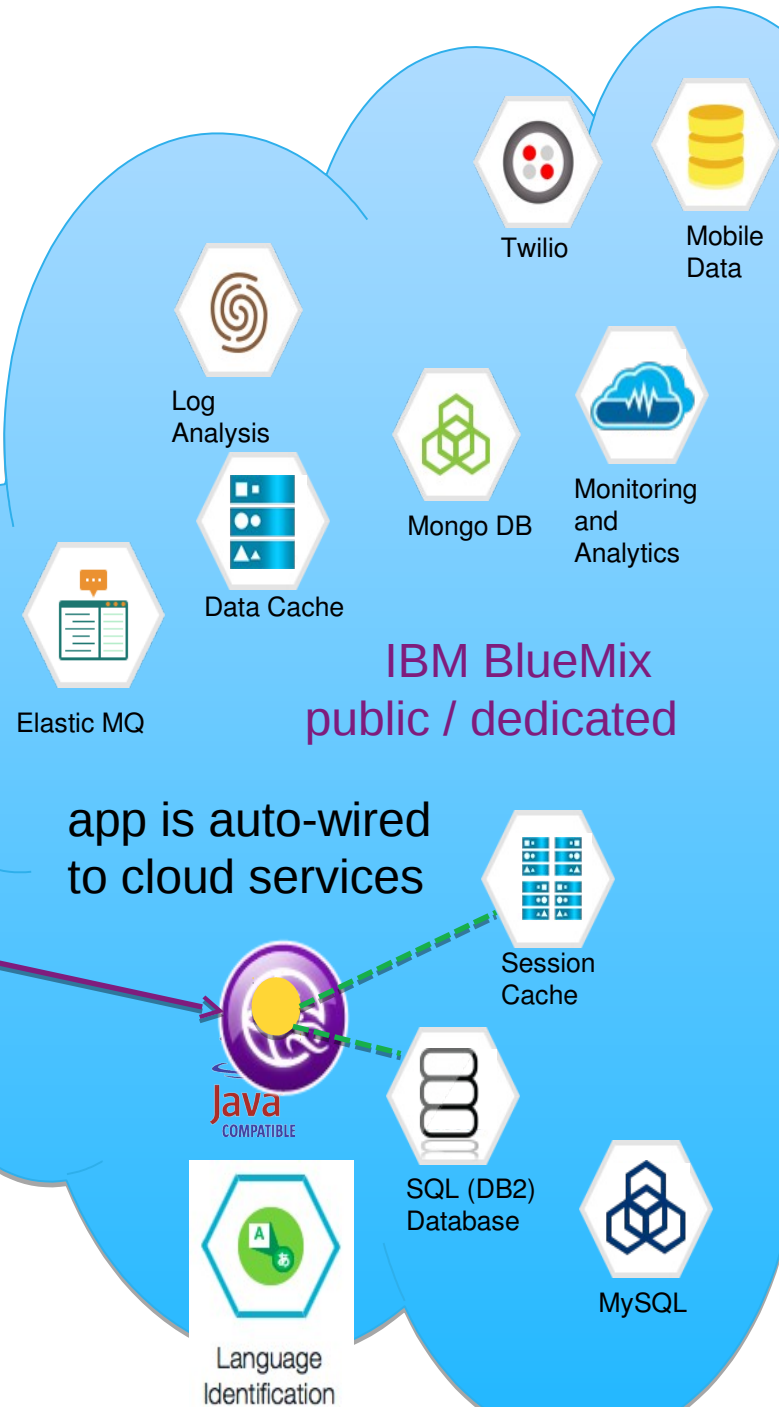 Twilio
Mobile
Data
Log
Analysis
Mongo DB
Monitoring
and
Analytics
Data Cache
Elastic MQ
IBM BlueMix
public / dedicated
app is auto-wired
to cloud services
Session
Cache
Java
COMPATIBLE
SQL (DB2)
Database
MySQL
A
あ
Language
Identification